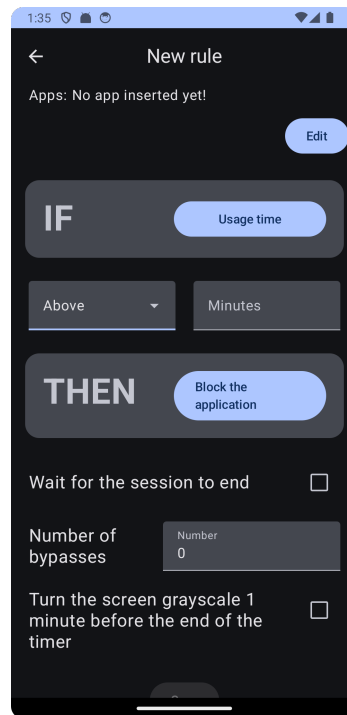 1:35
New rule
Apps: No app inserted yet!
Edit
IF
Usage time
Above
Minutes
THEN
Block the
application
Wait for the session to end
Number of
bypasses
Number
0
Turn the screen grayscale 1
minute before the end of the
timer